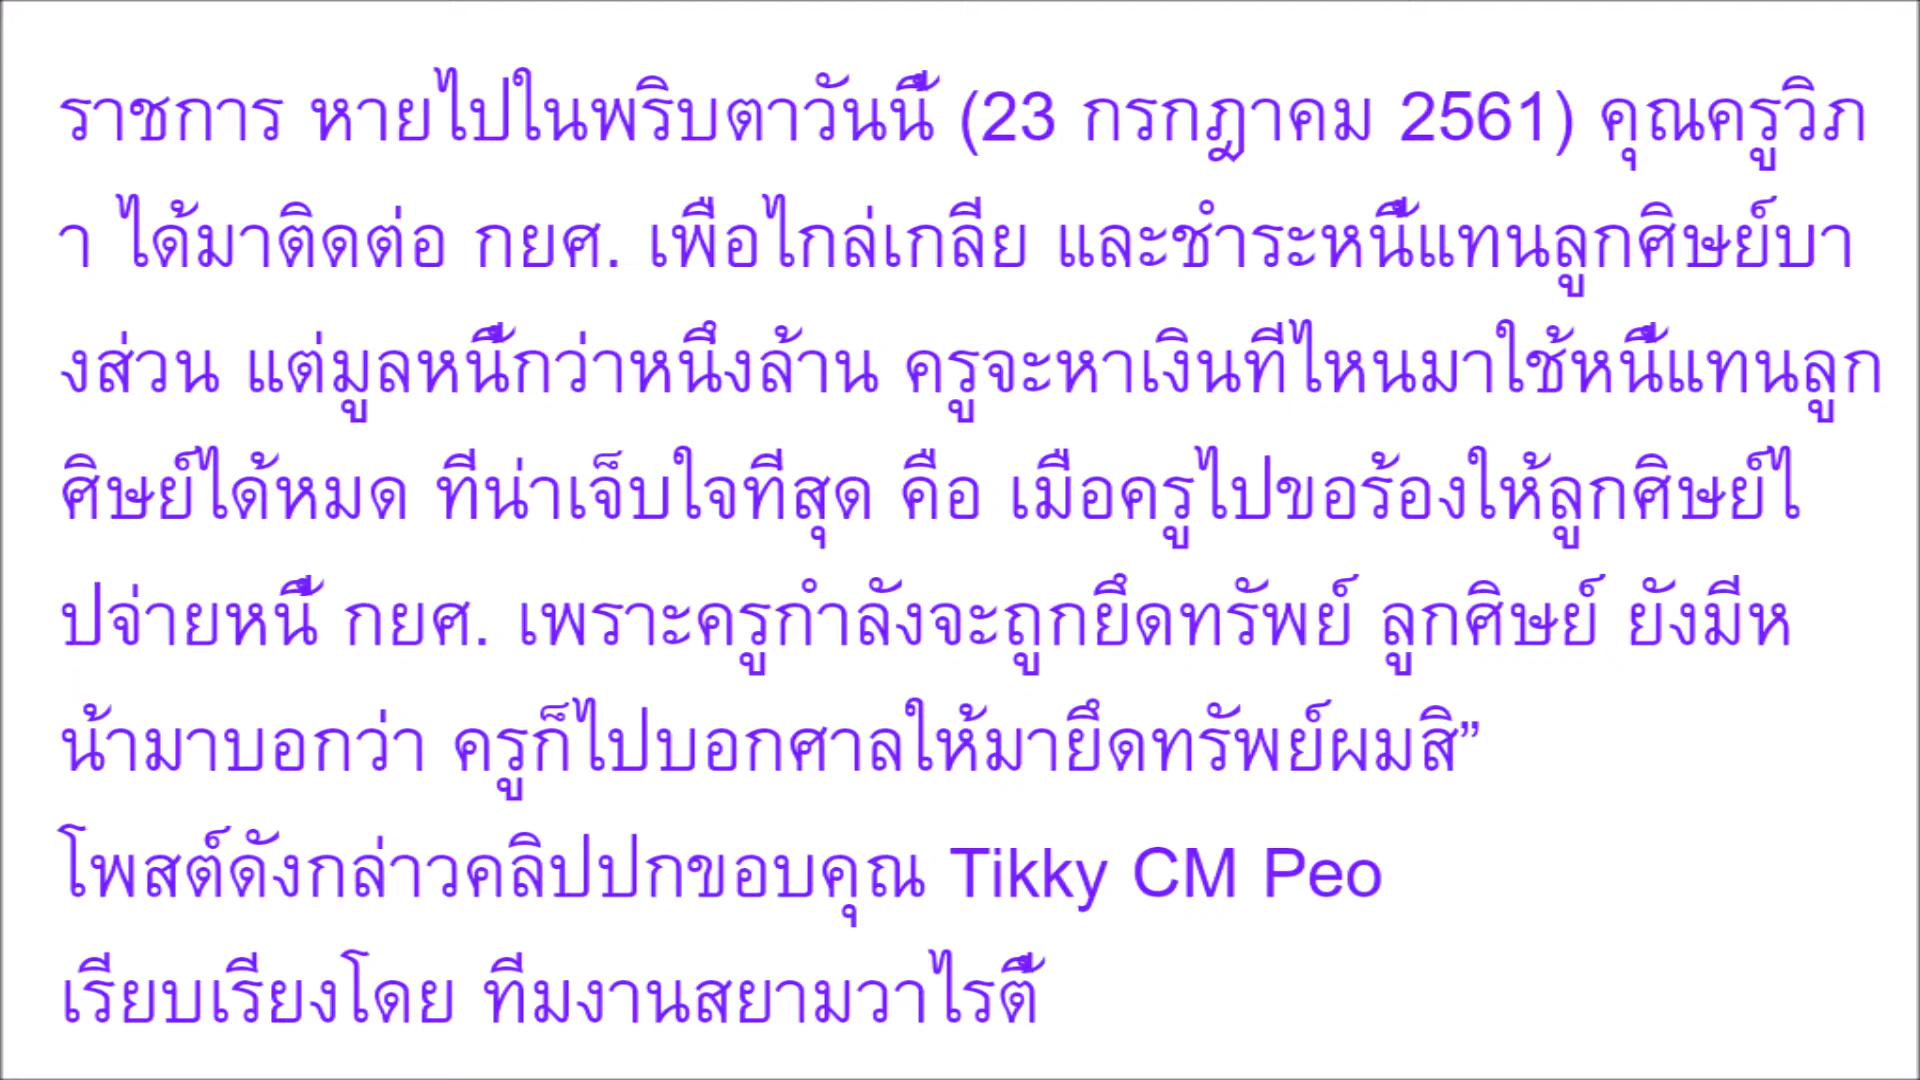 ราชการ หายไปในพริบตาวันนี้ (23 กรกฎาคม 2561) คุณครูวิภ
า ได้มาติดต่อ กยศ. เพื่อไกล่เกลี่ย และชำระหนี้แทนลูกศิษย์บา
งส่วน แต่มูลหนี้กว่าหนึ่งล้าน ครูจะหาเงินที่ไหนมาใช้หนี้แทนลูก
ศิษย์ได้หมด ที่น่าเจ็บใจที่สุด คือ เมื่อครูไปขอร้องให้ลูกศิษย์ไ
ปจ่ายหนี้ กยศ. เพราะครูกำลังจะถูกยึดทรัพย์ ลูกศิษย์ ยังมีห
น้ามาบอกว่า ครูก็ไปบอกศาลให้มายึดทรัพย์ผมสิ”
โพสต์ดังกล่าวคลิปปกขอบคุณ Tikky CM Peo
เรียบเรียงโดย ทีมงานสยามวาไรตี้